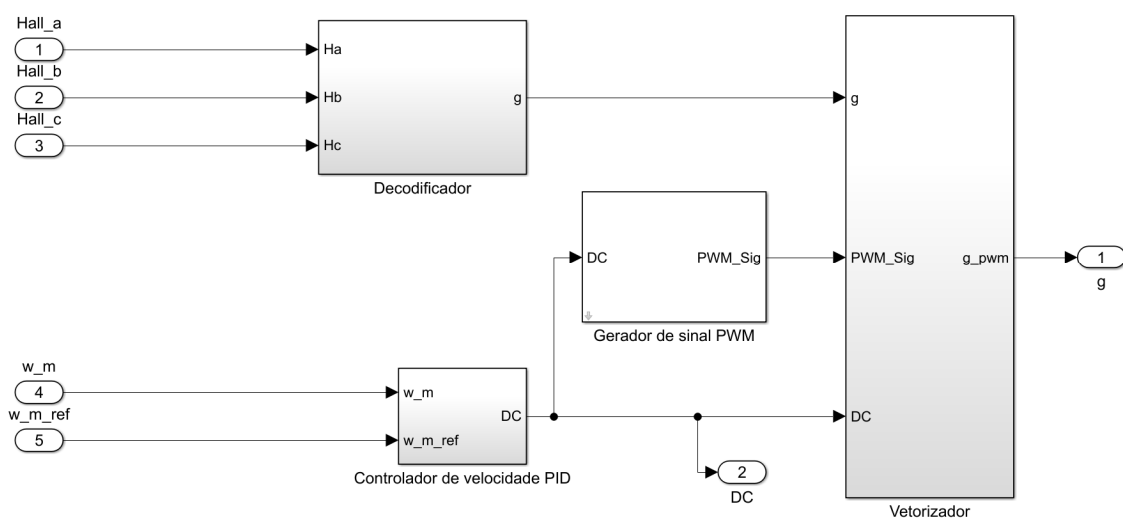 Hall_a
1
Hall_b
2
Hall_c
3
Ha
Hb
Hc
g
Decodificador
DC
PWM_Sig
Gerador de sinal PWM
w_m
4
w_m_ref
5
w_m
w_m_ref
DC
Controlador de velocidade PID
2
DC
g
PWM_Sig
DC
g_pwm
Vetorizador
1
g